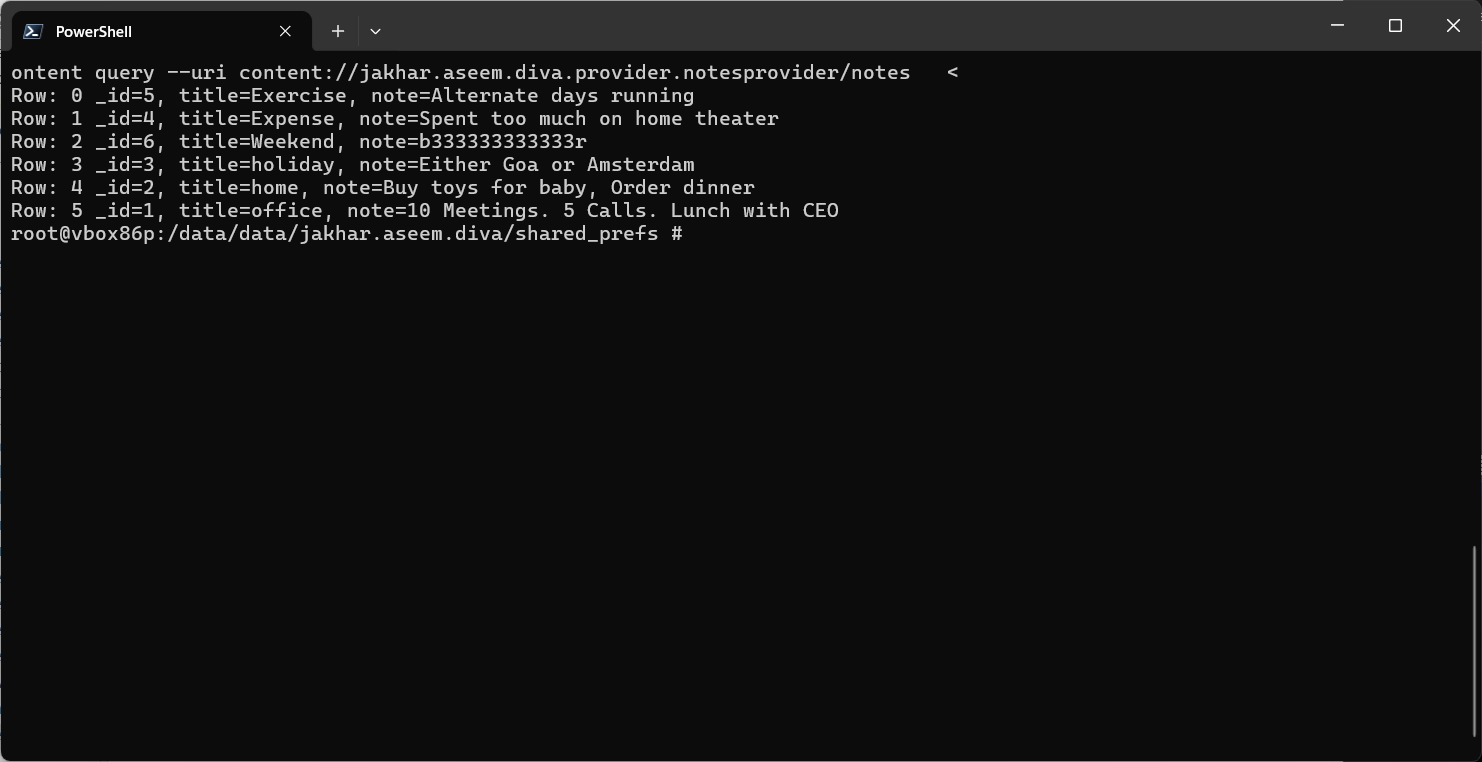 PowerShell
ontent query --uri content://jakhar.aseem.diva.provider.notesprovider/notes   <
Row: 0 _id=5, title=Exercise, note=Alternate days running
Row: 1 _id=4, title=Expense, note=Spent too much on home theater
Row: 2 _id=6, title=Weekend, note=b333333333333r
Row: 3 _id=3, title=holiday, note=Either Goa or Amsterdam
Row: 4 _id=2, title=home, note=Buy toys for baby, Order dinner
Row: 5 _id=1, title=office, note=10 Meetings. 5 Calls. Lunch with CEO
root@vbox86p:/data/data/jakhar.aseem.diva/shared_prefs #